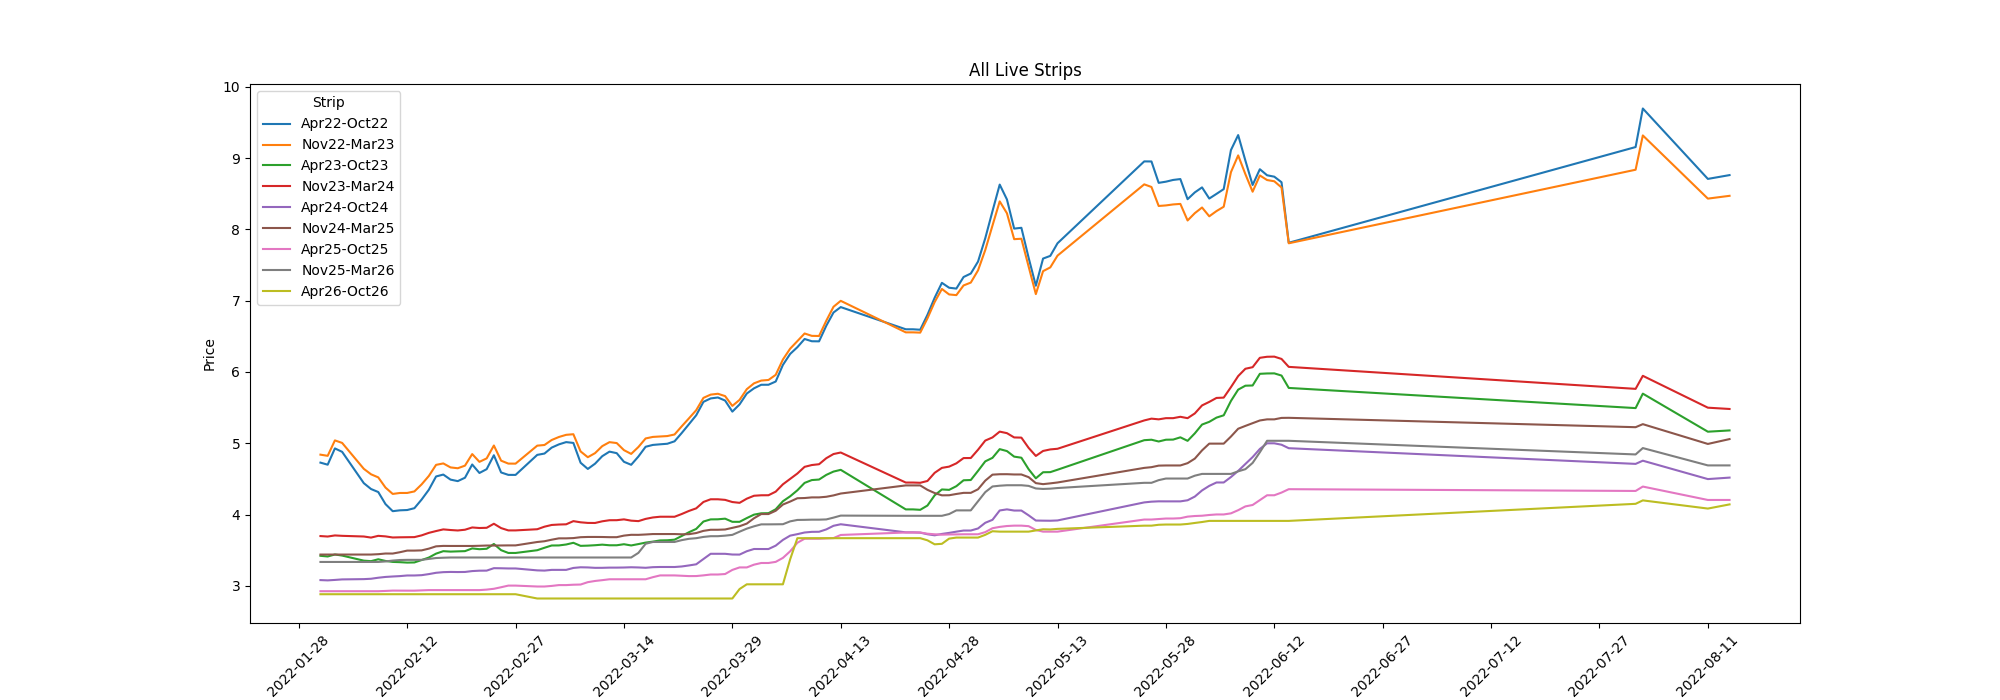 All Live Strips
Strip
Apr22-Oct22
Nov22-Mar23
Apr23-Oct23
Nov23-Mar24
Apr24-Oct24
Nov24-Mar25
Apr25-Oct25
Nov25-Mar26
Apr26-Oct26
Price
10
9
8
7
6
5
4
3
2022-01-28
2022-02-12
2022-02-27
2022-03-14
2022-03-29
2022-04-13
2022-04-28
2022-05-13
2022-05-28
2022-06-12
2022-06-27
2022-07-12
2022-07-27
2022-08-11